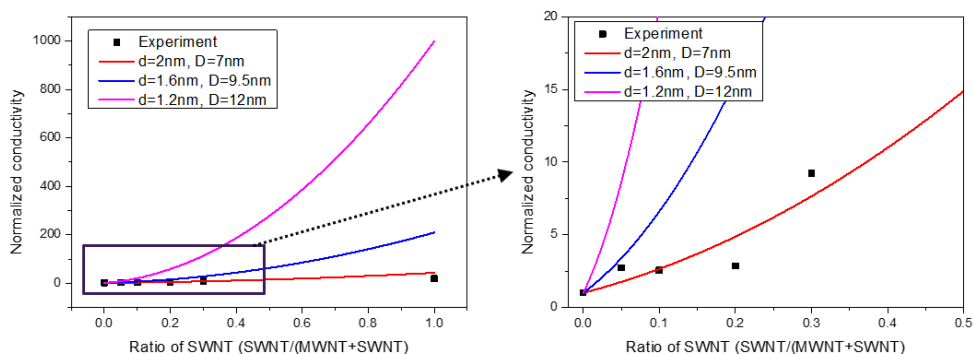 1000
800
600
400
200
0
Normalized conductivity
Experiment
d=2nm, D=7nm
d=1.6nm, D=9.5nm
d=1.2nm, D=12nm
0.0 0.2 0.4 0.6 0.8 1.0
Ratio of SWNT (SWNT/(MWNT+SWNT)
20
15
10
5
0
Normalized conductivity
Experiment
d=2nm, D=7nm
d=1.6nm, D=9.5nm
d=1.2nm, D=12nm
0.0 0.1 0.2 0.3 0.4 0.5
Ratio of SWNT (SWNT/(MWNT+SWNT)